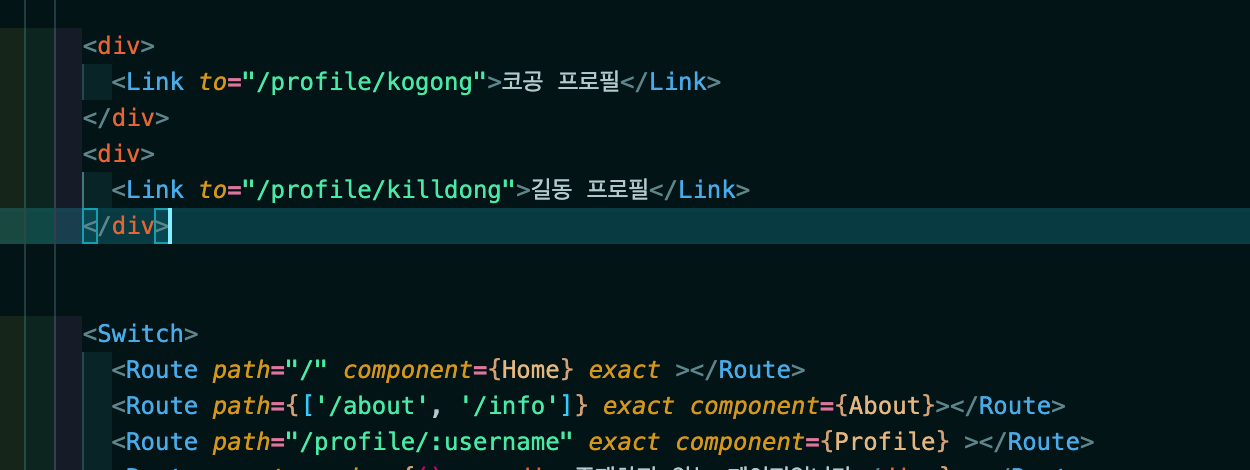 <div>
<Link to="/profile/kogong">코공 프로필</Link>
</div>
<div>
<Link to="/profile/killdong">길동 프로필</Link>
</div>
<Switch>
<Route path="/" component={Home} exact ></Route>
<Route path={['/about', '/info']} exact component={About}></Route>
<Route path="/profile/:username" exact component={Profile} ></Route>